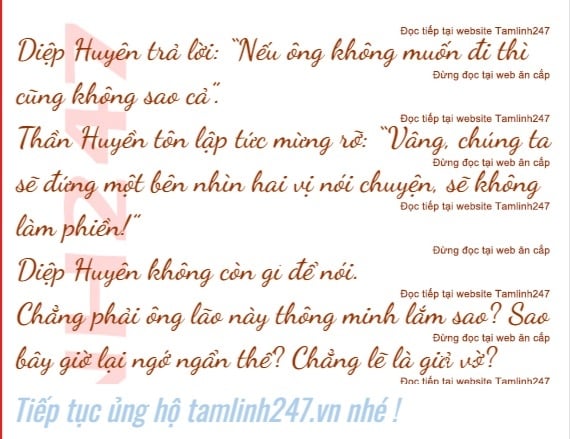 Đọc tiếp tại website Tamlinh247
Diệp Huyên trả lời: "Nếu ông không muốn đi thì
Đừng đọc tại web ăn cắp
cũng không sao cả".
Đọc tiếp tại website Tamlinh247
Thần Huyền tôn lập tức mừng rỡ: "Vâng, chúng ta
Đừng đọc tại web ăn cắp
sẽ đứng một bên nhìn hai vị nói chuyện, sẽ không
Đọc tiếp tại website Tamlinh247
làm phiền!"
Đừng đọc tại web ăn cắp
Diệp Huyên không còn gì để nói.
Đọc tiếp tại website Tamlinh247
Chẳng phải ông lão này thông minh lắm sao? Sao
Đừng đọc tại web ăn cắp
bây giờ lại ngớ ngẩn thế? Chẳng lẽ là giả vờ?
Đọc tiếp tại website Tamlinh247
NH247
Tiếp tục ủng hộ tamlinh247.vn nhé !